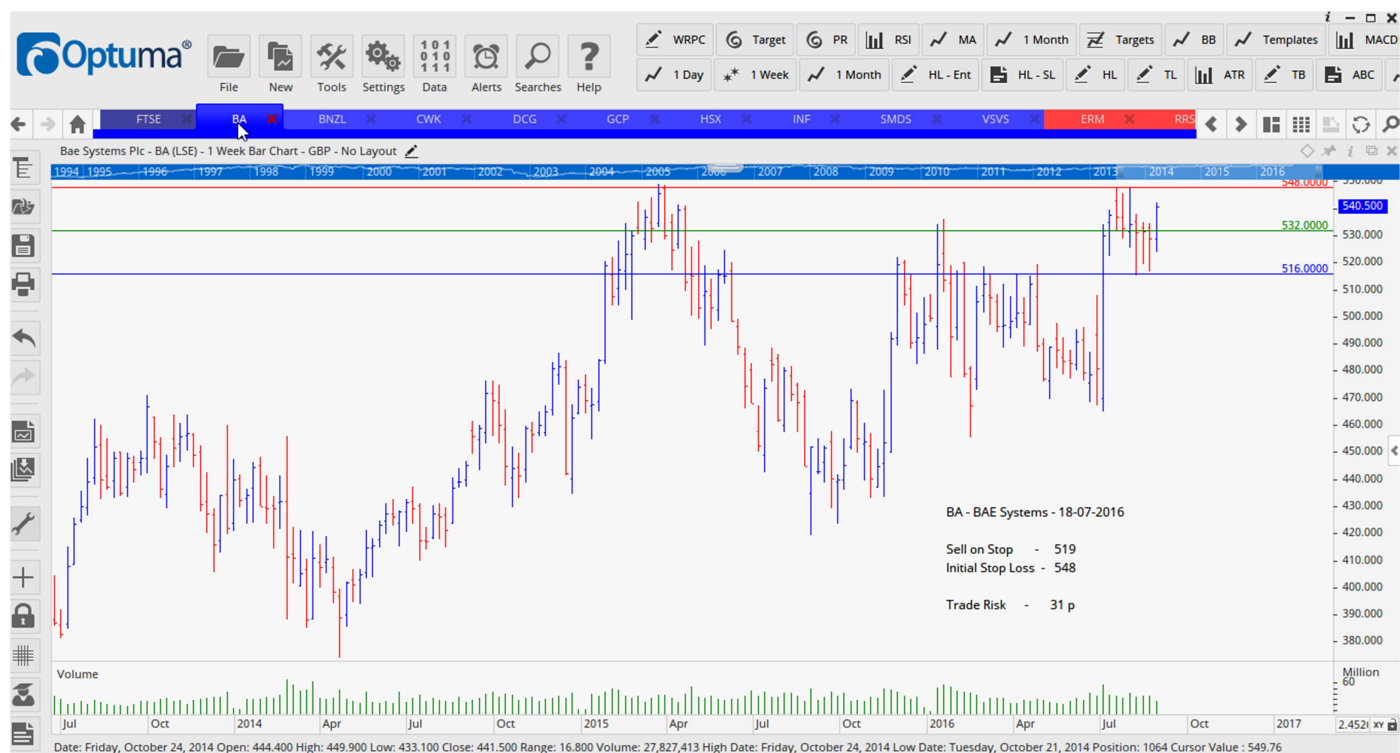 Optuma®
File
New
Tools
Settings
101
010
111
Data
Alerts
Searches
?
Help
WRPC
Target
PR
RSI
MA
1 Month
Targets
BB
Templates
MACD
1 Day
1 Week
1 Month
HL - Ent
HL - SL
HL
TL
ATR
TB
ABC
FTSE
BA
BNZL
CWK
DCG
GCP
HSX
INF
SMDS
VSVS
ERM
RRS
Bae Systems Plc - BA (LSE) - 1 Week Bar Chart - GBP - No Layout
1994 1995 1996 1997 1998 1999 2000 2001 2002 2003 2004 2005 2006 2007 2008 2009 2010 2011 2012 2013 2014 2015 2016
548.0000
550.000
540.500
532.0000
530.000
520.000
516.0000
510.000
500.000
490.000
480.000
470.000
460.000
450.000
440.000
430.000
420.000
410.000
400.000
390.000
380.000
BA - BAE Systems - 18-07-2016
Sell on Stop - 519
Initial Stop Loss - 548
Trade Risk - 31 p
Volume
Million
60
Jul Oct 2014 Apr Jul Oct 2015 Apr Jul Oct 2016 Apr Jul Oct 2017
XY
Date: Friday, October 24, 2014 Open: 444.400 High: 449.900 Low: 433.100 Close: 441.500 Range: 16.800 Volume: 27,827,413 High Date: Friday, October 24, 2014 Low Date: Tuesday, October 21, 2014 Position: 1064 Cursor Value : 549.76